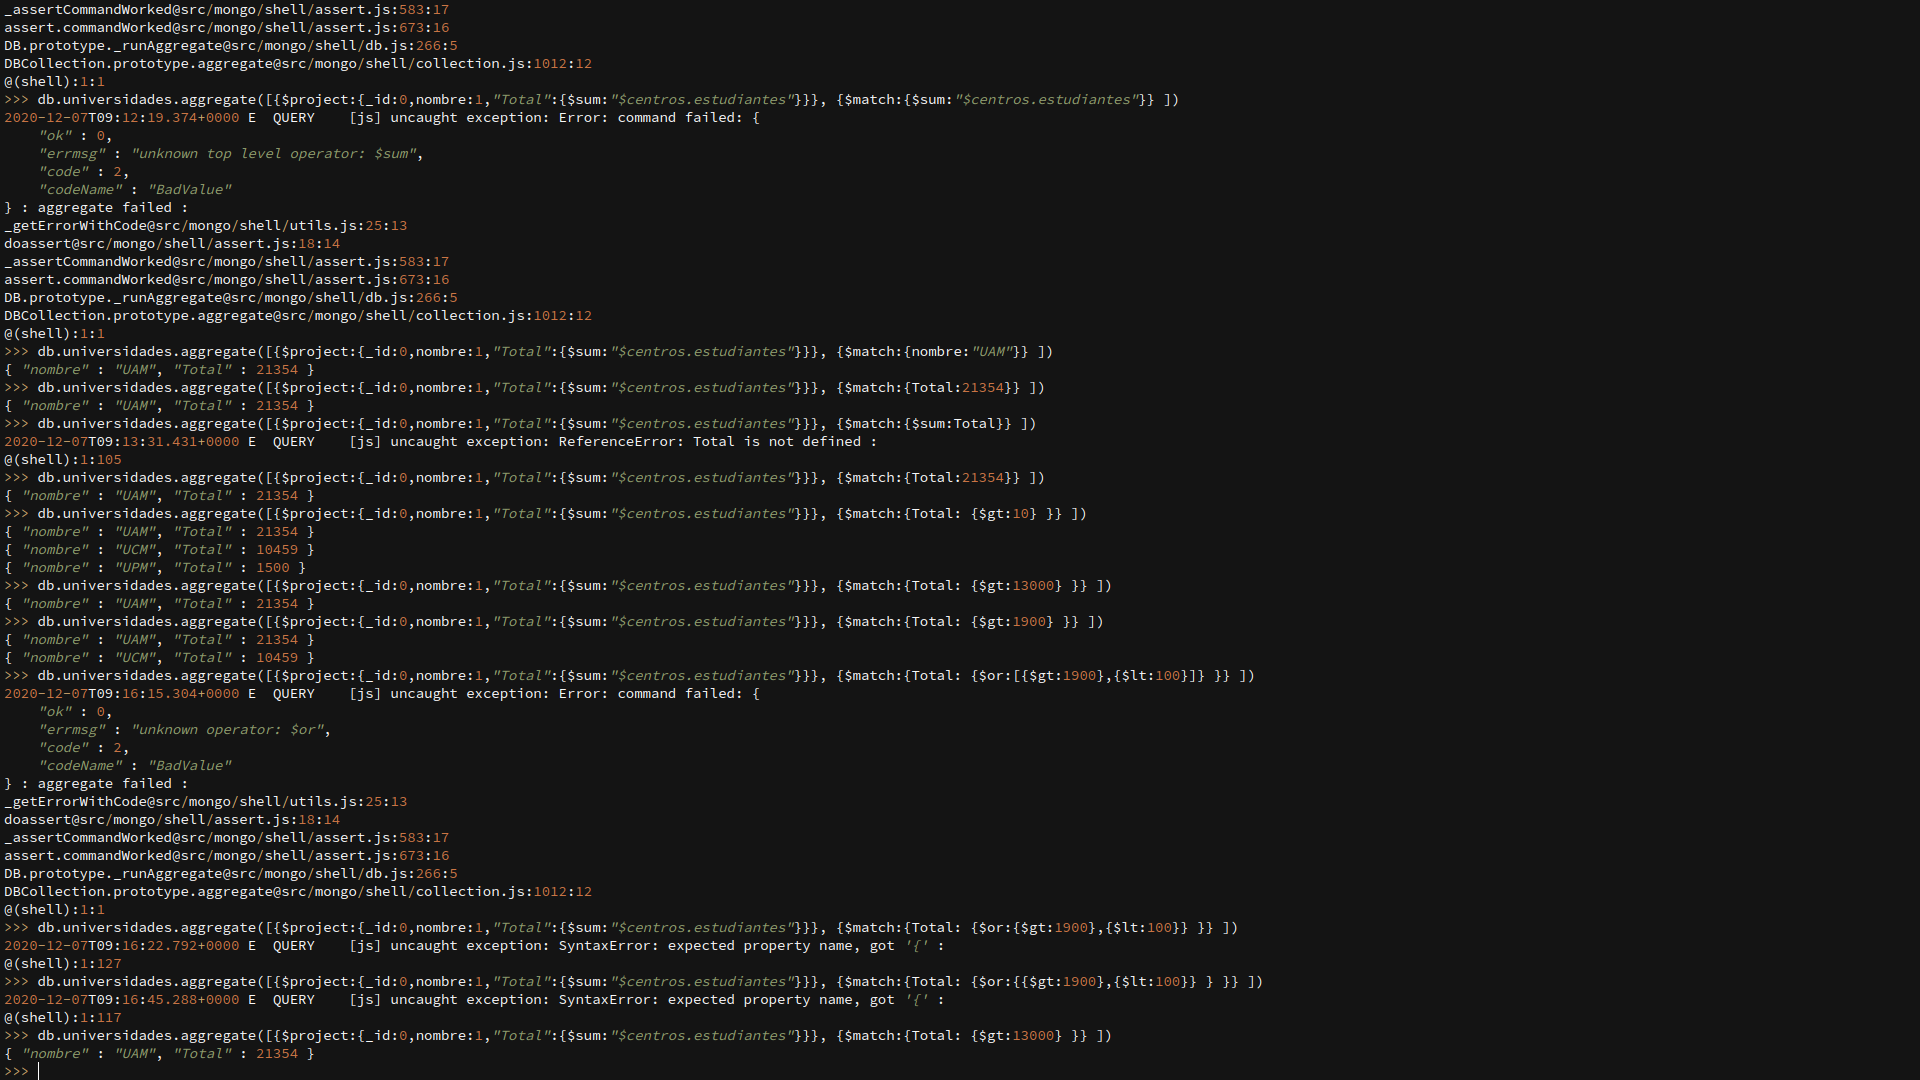 _assertCommandWorked@src/mongo/shell/assert.js:583:17
assert.commandWorked@src/mongo/shell/assert.js:673:16
DB.prototype._runAggregate@src/mongo/shell/db.js:266:5
DBCollection.prototype.aggregate@src/mongo/shell/collection.js:1012:12
@(shell):1:1
>>> db.universidades.aggregate([{$project:{_id:0,nombre:1,"Total":{$sum:"$centros.estudiantes"}}}, {$match:{$sum:"$centros.estudiantes"}} ])
2020-12-07T09:12:19.374+0000 E  QUERY    [js] uncaught exception: Error: command failed: {
    "ok" : 0,
    "errmsg" : "unknown top level operator: $sum",
    "code" : 2,
    "codeName" : "BadValue"
} : aggregate failed :
_getErrorWithCode@src/mongo/shell/utils.js:25:13
doassert@src/mongo/shell/assert.js:18:14
_assertCommandWorked@src/mongo/shell/assert.js:583:17
assert.commandWorked@src/mongo/shell/assert.js:673:16
DB.prototype._runAggregate@src/mongo/shell/db.js:266:5
DBCollection.prototype.aggregate@src/mongo/shell/collection.js:1012:12
@(shell):1:1
>>> db.universidades.aggregate([{$project:{_id:0,nombre:1,"Total":{$sum:"$centros.estudiantes"}}}, {$match:{nombre:"UAM"}} ])
{ "nombre" : "UAM", "Total" : 21354 }
>>> db.universidades.aggregate([{$project:{_id:0,nombre:1,"Total":{$sum:"$centros.estudiantes"}}}, {$match:{Total:21354}} ])
{ "nombre" : "UAM", "Total" : 21354 }
>>> db.universidades.aggregate([{$project:{_id:0,nombre:1,"Total":{$sum:"$centros.estudiantes"}}}, {$match:{$sum:Total}} ])
2020-12-07T09:13:31.431+0000 E  QUERY    [js] uncaught exception: ReferenceError: Total is not defined :
@(shell):1:105
>>> db.universidades.aggregate([{$project:{_id:0,nombre:1,"Total":{$sum:"$centros.estudiantes"}}}, {$match:{Total:21354}} ])
{ "nombre" : "UAM", "Total" : 21354 }
>>> db.universidades.aggregate([{$project:{_id:0,nombre:1,"Total":{$sum:"$centros.estudiantes"}}}, {$match:{Total: {$gt:10} }} ])
{ "nombre" : "UAM", "Total" : 21354 }
{ "nombre" : "UCM", "Total" : 10459 }
{ "nombre" : "UPM", "Total" : 1500 }
>>> db.universidades.aggregate([{$project:{_id:0,nombre:1,"Total":{$sum:"$centros.estudiantes"}}}, {$match:{Total: {$gt:13000} }} ])
{ "nombre" : "UAM", "Total" : 21354 }
>>> db.universidades.aggregate([{$project:{_id:0,nombre:1,"Total":{$sum:"$centros.estudiantes"}}}, {$match:{Total: {$gt:1900} }} ])
{ "nombre" : "UAM", "Total" : 21354 }
{ "nombre" : "UCM", "Total" : 10459 }
>>> db.universidades.aggregate([{$project:{_id:0,nombre:1,"Total":{$sum:"$centros.estudiantes"}}}, {$match:{Total: {$or:[{$gt:1900},{$lt:100}]} }} ])
2020-12-07T09:16:15.304+0000 E  QUERY    [js] uncaught exception: Error: command failed: {
    "ok" : 0,
    "errmsg" : "unknown operator: $or",
    "code" : 2,
    "codeName" : "BadValue"
} : aggregate failed :
_getErrorWithCode@src/mongo/shell/utils.js:25:13
doassert@src/mongo/shell/assert.js:18:14
_assertCommandWorked@src/mongo/shell/assert.js:583:17
assert.commandWorked@src/mongo/shell/assert.js:673:16
DB.prototype._runAggregate@src/mongo/shell/db.js:266:5
DBCollection.prototype.aggregate@src/mongo/shell/collection.js:1012:12
@(shell):1:1
>>> db.universidades.aggregate([{$project:{_id:0,nombre:1,"Total":{$sum:"$centros.estudiantes"}}}, {$match:{Total: {$or:{$gt:1900},{$lt:100}} }} ])
2020-12-07T09:16:22.792+0000 E  QUERY    [js] uncaught exception: SyntaxError: expected property name, got '{' :
@(shell):1:127
>>> db.universidades.aggregate([{$project:{_id:0,nombre:1,"Total":{$sum:"$centros.estudiantes"}}}, {$match:{Total: {$or:{{$gt:1900},{$lt:100}} } }} ])
2020-12-07T09:16:45.288+0000 E  QUERY    [js] uncaught exception: SyntaxError: expected property name, got '{' :
@(shell):1:117
>>> db.universidades.aggregate([{$project:{_id:0,nombre:1,"Total":{$sum:"$centros.estudiantes"}}}, {$match:{Total: {$gt:13000} }} ])
{ "nombre" : "UAM", "Total" : 21354 }
>>>